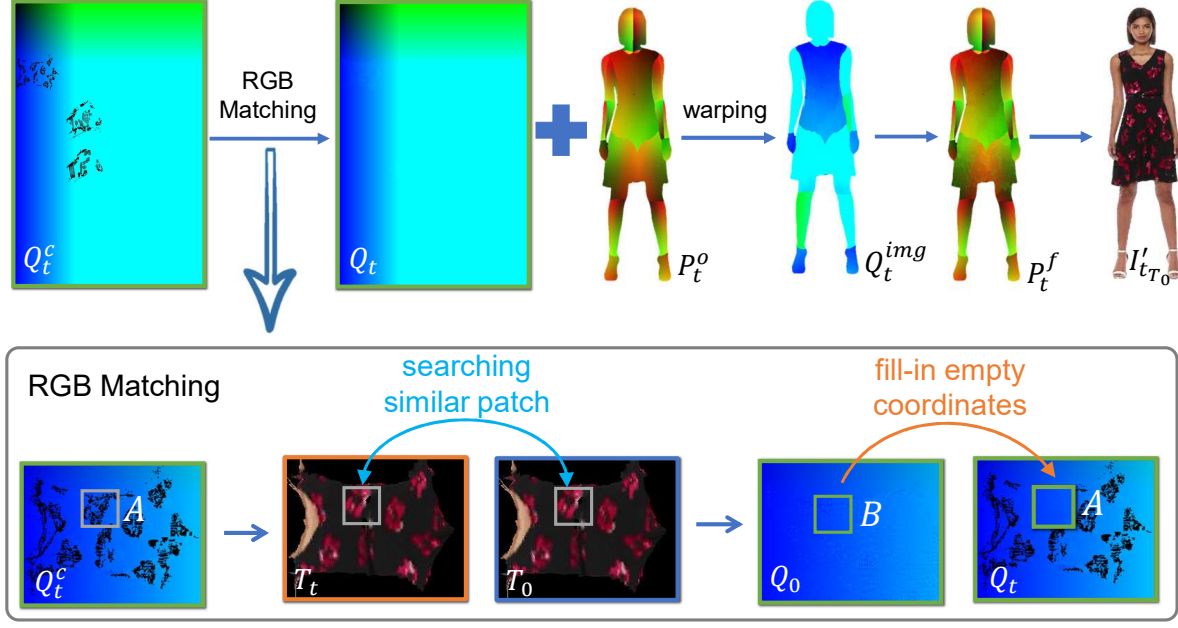 RGB
Matching
warping
Q_t^c
Q_t
P_t^o
Q_t^{img}
P_t^f
I'_{t_{T_0}}
RGB Matching
searching
similar patch
fill-in empty
coordinates
A
B
A
Q_t^c
T_t
T_0
Q_0
Q_t